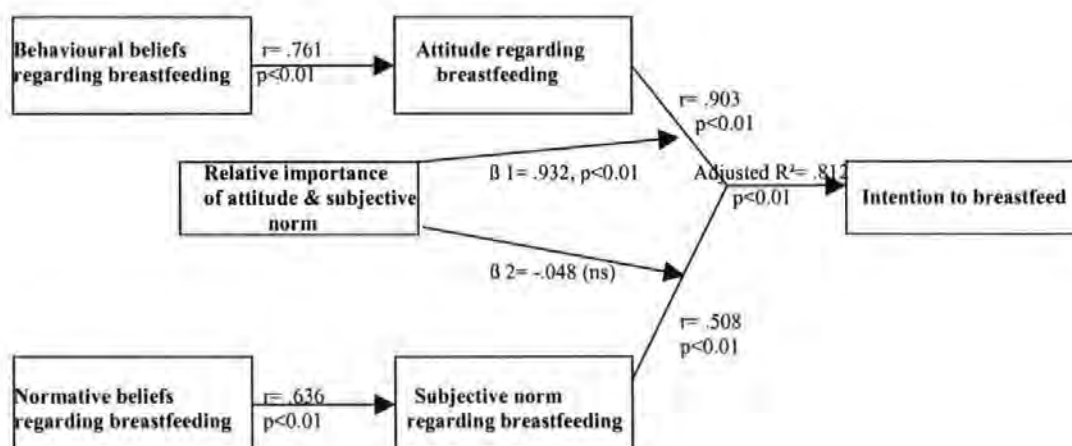 Behavioural beliefs
regarding breastfeeding
r= .761
p<0.01
Attitude regarding
breastfeeding
r= .903
p<0.01
Relative importance
of attitude & subjective
norm
ß 1= .932, p<0.01
Adjusted R²= .812
p<0.01
Intention to breastfeed
ß 2= -.048 (ns)
r= .508
p<0.01
Normative beliefs
regarding breastfeeding
r= .636
p<0.01
Subjective norm
regarding breastfeeding